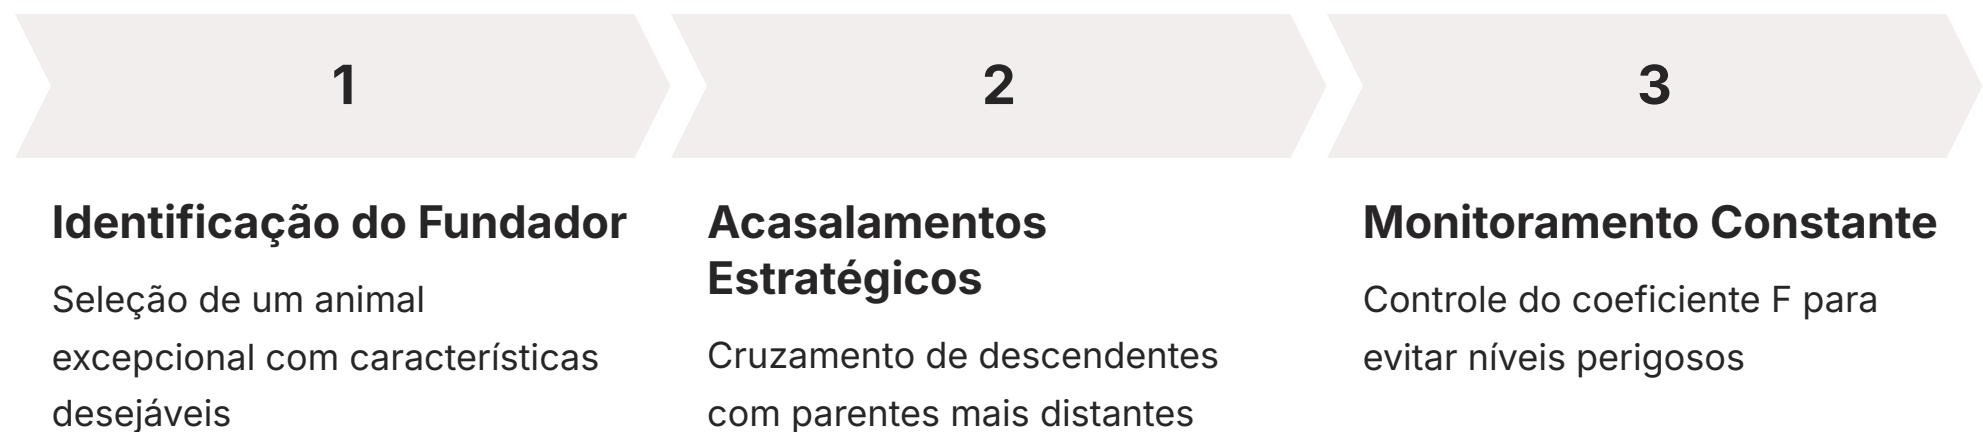 1
Identificação do Fundador
Seleção de um animal
excepcional com características
desejáveis
2
Acasalamentos
Estratégicos
Cruzamento de descendentes
com parentes mais distantes
3
Monitoramento Constante
Controle do coeficiente F para
evitar níveis perigosos